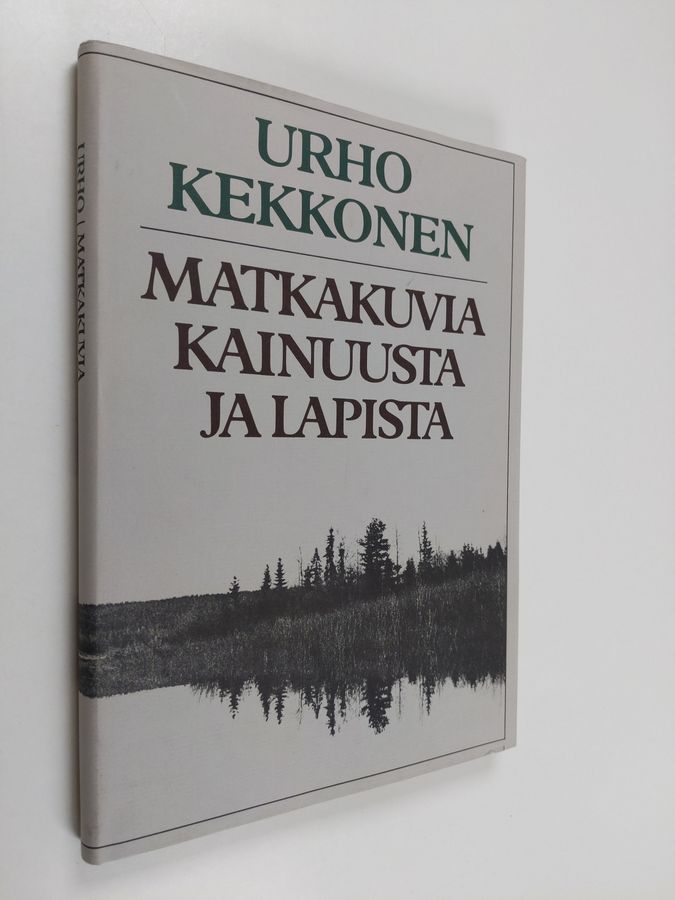 URHO
KEKKONEN
MATKAKUVIA
KAINUUSTA
JA LAPISTA
URHO | MATKAKUVIA